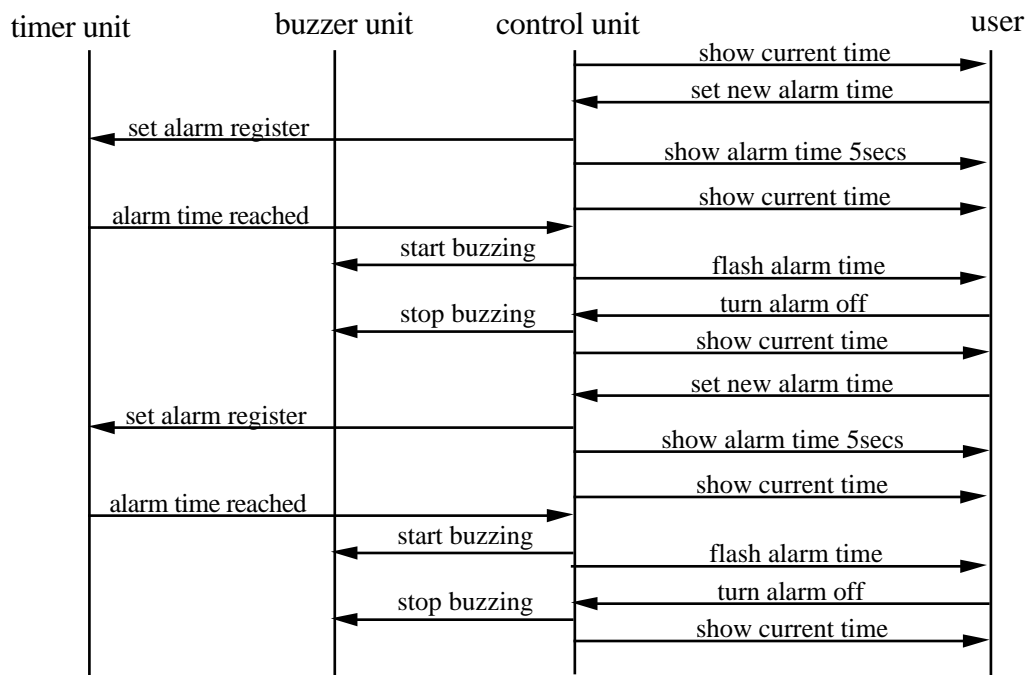 timer unit
buzzer unit
control unit
user
show current time
set new alarm time
set alarm register
show alarm time 5secs
show current time
alarm time reached
start buzzing
flash alarm time
turn alarm off
stop buzzing
show current time
set new alarm time
set alarm register
show alarm time 5secs
show current time
alarm time reached
start buzzing
flash alarm time
turn alarm off
stop buzzing
show current time